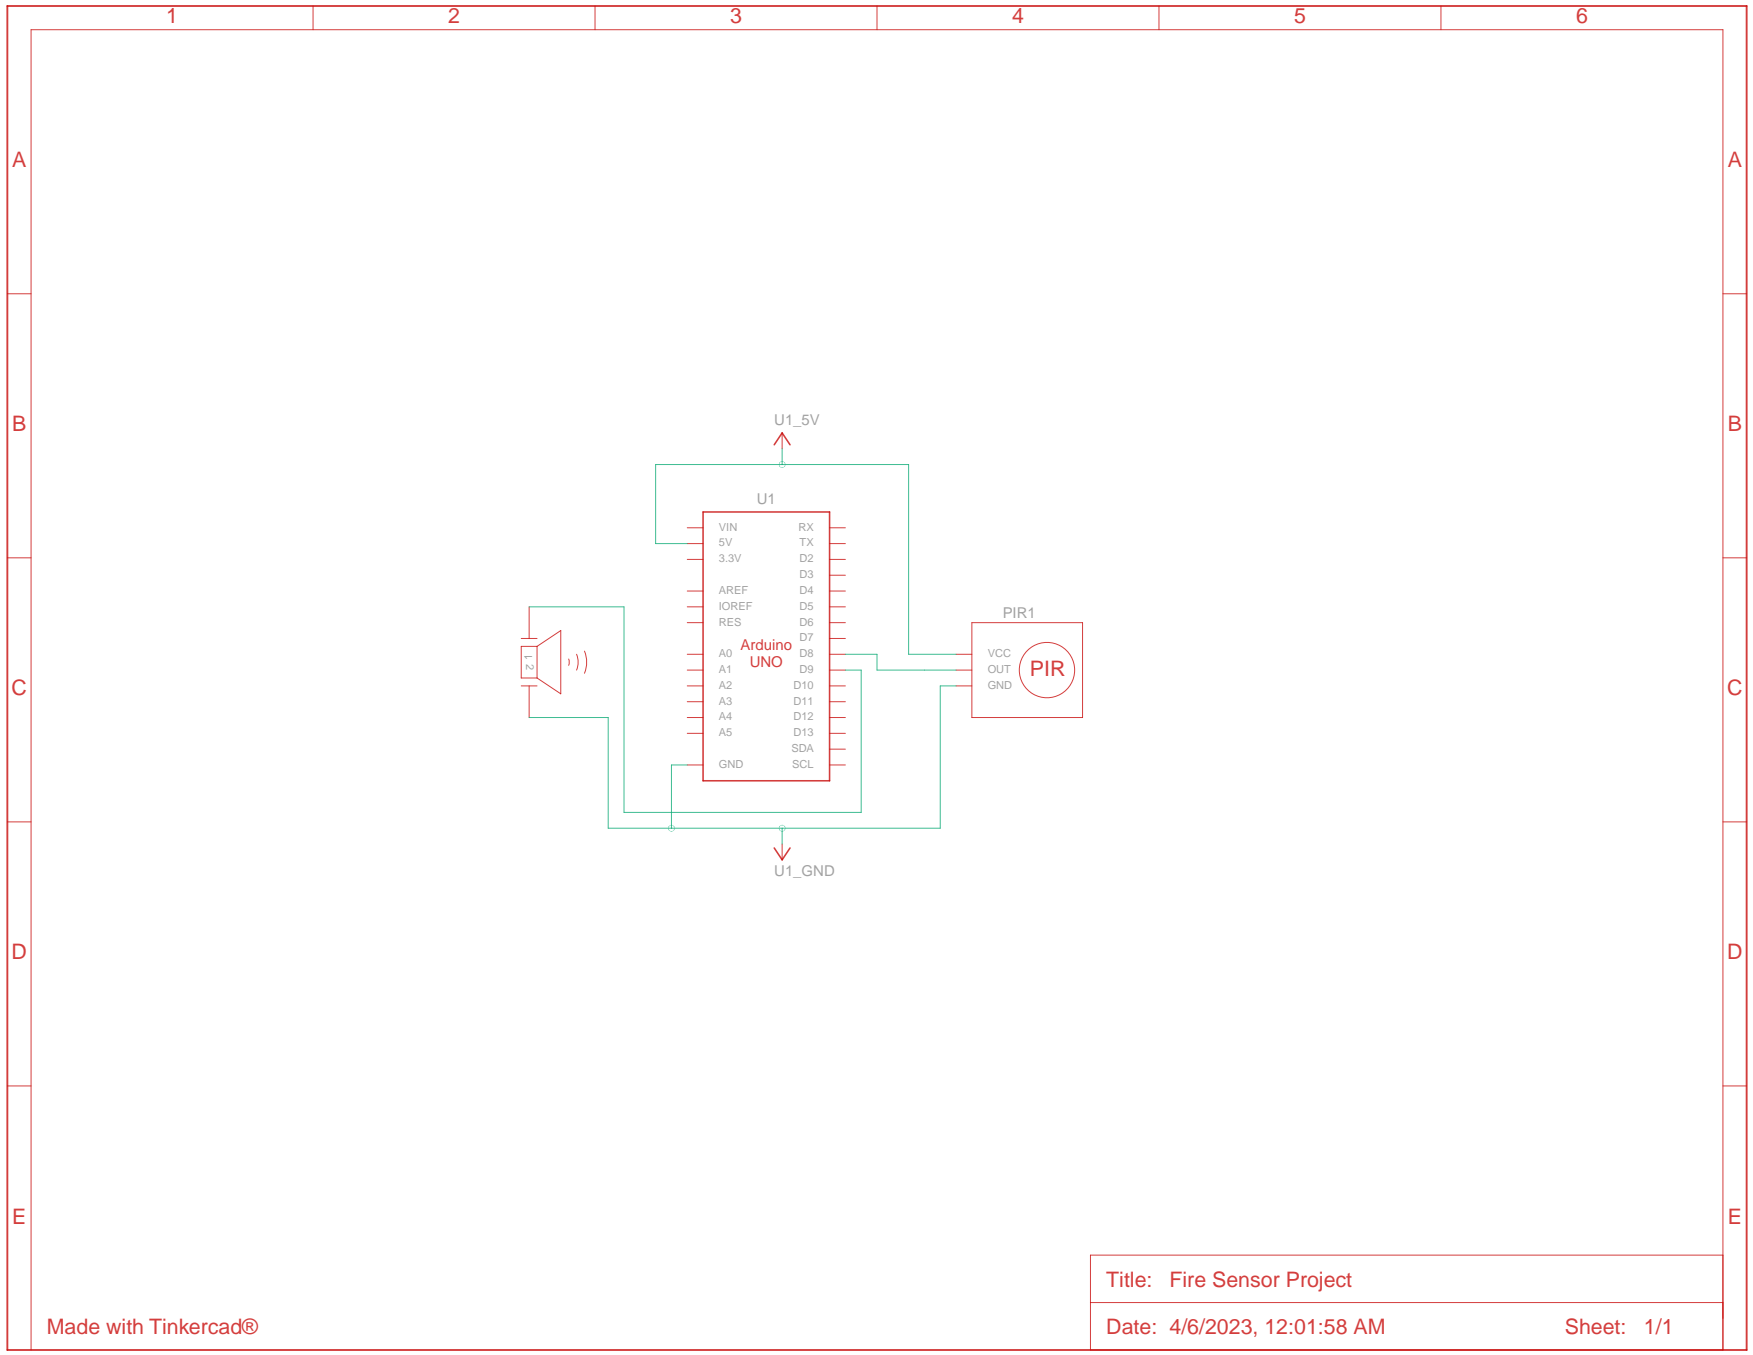 1 2 3 4 5 6
A A
B B
U1_5V
U1
VIN RX
5V TX
3.3V D2
D3
AREF D4
IOREF D5
RES D6
D7
Arduino
UNO
A0 D8
A1 D9
A2 D10
A3 D11
A4 D12
A5 D13
SDA
GND SCL
1 2
PIR1
VCC
OUT
GND
PIR
C C
U1_GND
D D
E E
Title: Fire Sensor Project
Made with Tinkercad®
Date: 4/6/2023, 12:01:58 AM Sheet: 1/1